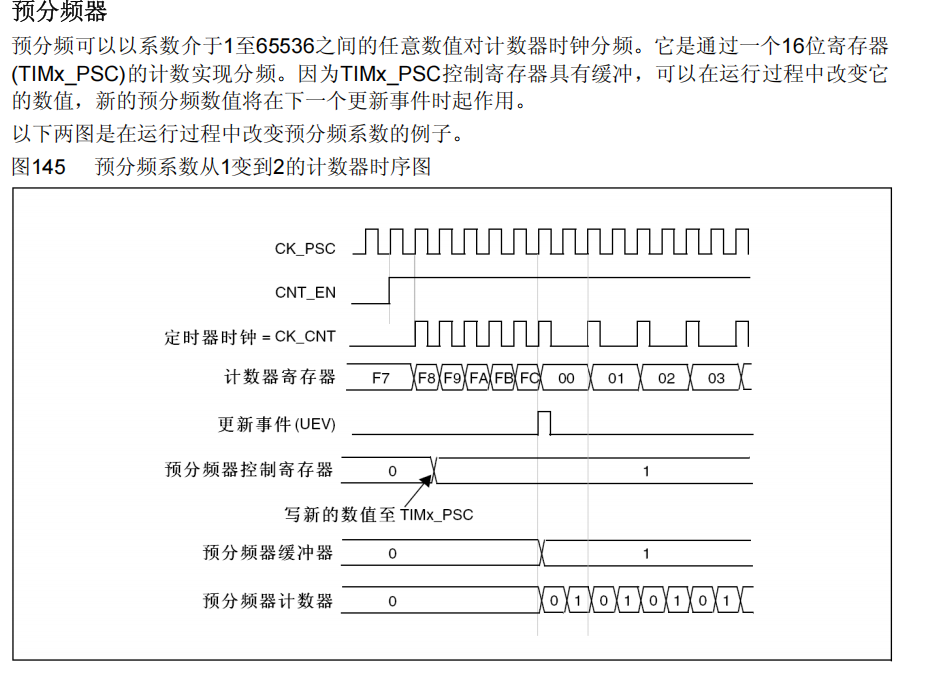 预分频器
预分频可以以系数介于1至65536之间的任意数值对计数器时钟分频。它是通过一个16位寄存器
(TIMx_PSC)的计数实现分频。因为TIMx_PSC控制寄存器具有缓冲，可以在运行过程中改变它
的数值，新的预分频数值将在下一个更新事件时起作用。
以下两图是在运行过程中改变预分频系数的例子。
图145 预分频系数从1变到2的计数器时序图
CK_PSC
CNT_EN
定时器时钟 = CK_CNT
计数器寄存器 F7 F8 F9 FA FB FC 00 01 02 03
更新事件(UEV)
预分频器控制寄存器 0 1
写新的数值至 TIMx_PSC
预分频器缓冲器 0 1
预分频器计数器 0 0 1 0 1 0 1 0 1